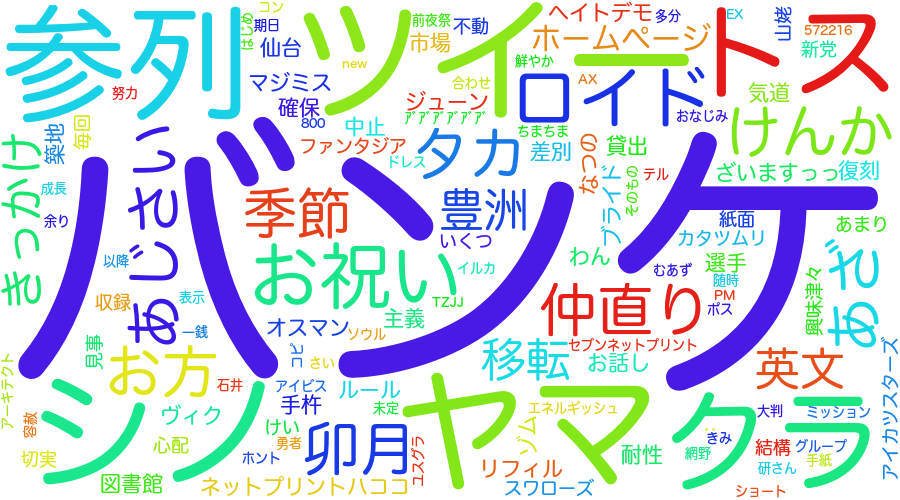 バンケ
参列
ツイート
ロイド
トス
シノ
ヤマ
クラ
コン
期日
はじめ
前夜祭
不動
ヘイトデモ
多分
EX
山姥
572216
新党
仙台
市場
ホームページ
new
鮮やか
マジミス
合わせ
AX
気道
努力
確保
ジューン
おなじみ
けんか
800
中止
ちまちま
貸出
ファンタジア
タカ
差別
なつの
ざいますっっ
復刻
築地
毎回
あじさい
ドレス
テル
きっかけ
成長
季節
豊洲
ブライド
そのもの
紙面
あまり
余り
いくつ
カタツムリ
わん
むあず
選手
あざ
以降
お祝い
イルカ
随時
PM
興味津々
収録
表示
TZJJ
仲直り
ポス
主義
オスマン
ソウル
一銭
見事
コピ
さい
セブンネットプリント
移転
お話し
お方
英文
アイカツスターズ
アーキテクト
石井
アイビス
ルール
手杵
未定
エネルギッシュ
大判
ミッション
容赦
ヴィク
けい
卯月
ゾム
きみ
心配
勇者
ユスグラ
耐性
網野
結構
グループ
切実
ホント
リフィル
研さん
手紙
図書館
ネットプリントハココ
スワローズ
ショート